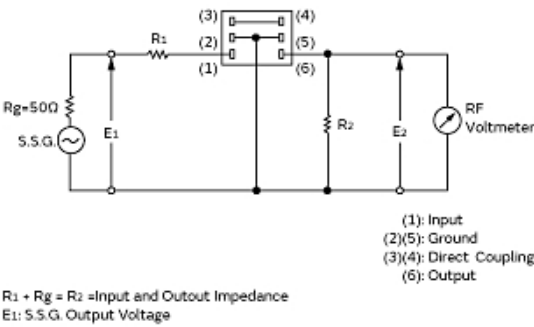 (3) (4)
R1 (2) (5)
(1) (6)
Rg=50Ω
S.S.G. E1 R2 E2 RF
Voltmeter
(1): Input
(2)(5): Ground
(3)(4): Direct Coupling
(6): Output
R1 + Rg = R2 =Input and Outout Impedance
E1: S.S.G. Output Voltage